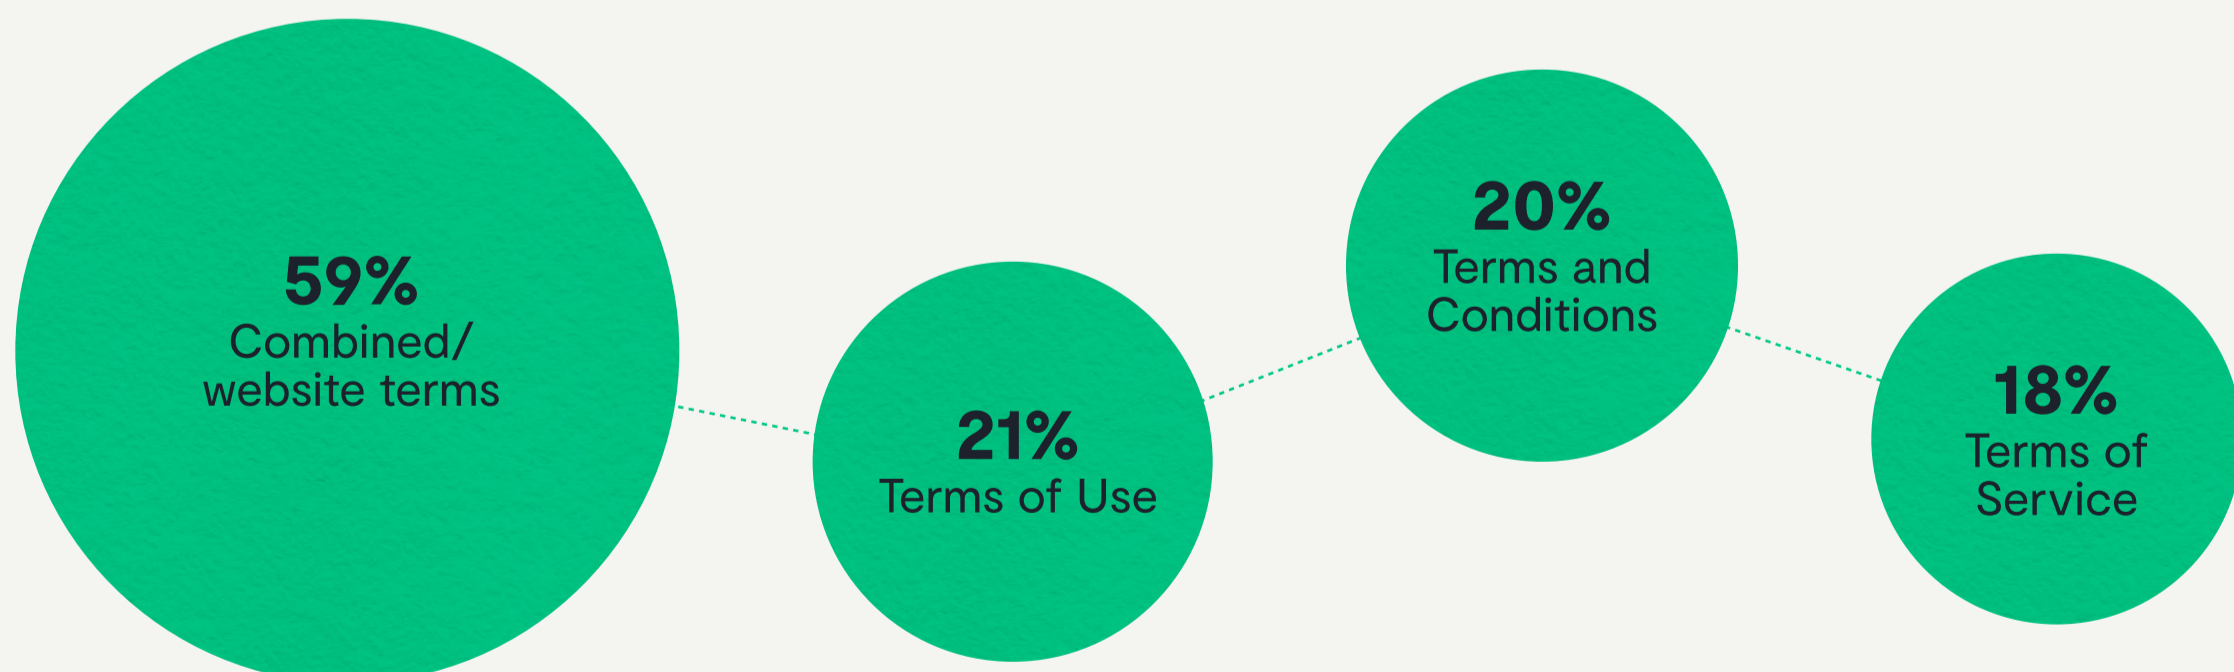 59%
Combined/
website terms
21%
Terms of Use
20%
Terms and
Conditions
18%
Terms of
Service